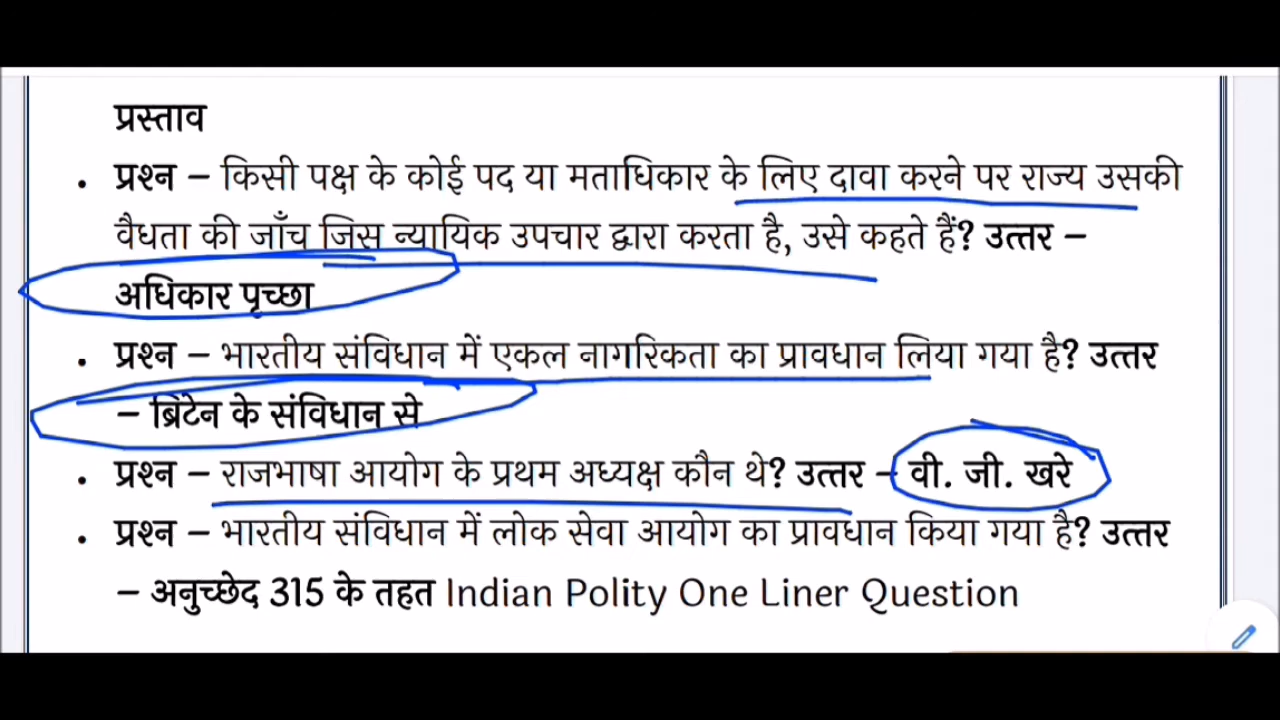 प्रस्ताव
• प्रश्न – किसी पक्ष के कोई पद या मताधिकार के लिए दावा करने पर राज्य उसकी
वैधता की जाँच जिस न्यायिक उपचार द्वारा करता है, उसे कहते हैं? उत्तर –
अधिकार पृच्छा
• प्रश्न – भारतीय संविधान में एकल नागरिकता का प्रावधान लिया गया है? उत्तर
– ब्रिटेन के संविधान से
• प्रश्न – राजभाषा आयोग के प्रथम अध्यक्ष कौन थे? उत्तर – वी. जी. खरे
• प्रश्न – भारतीय संविधान में लोक सेवा आयोग का प्रावधान किया गया है? उत्तर
– अनुच्छेद 315 के तहत Indian Polity One Liner Question